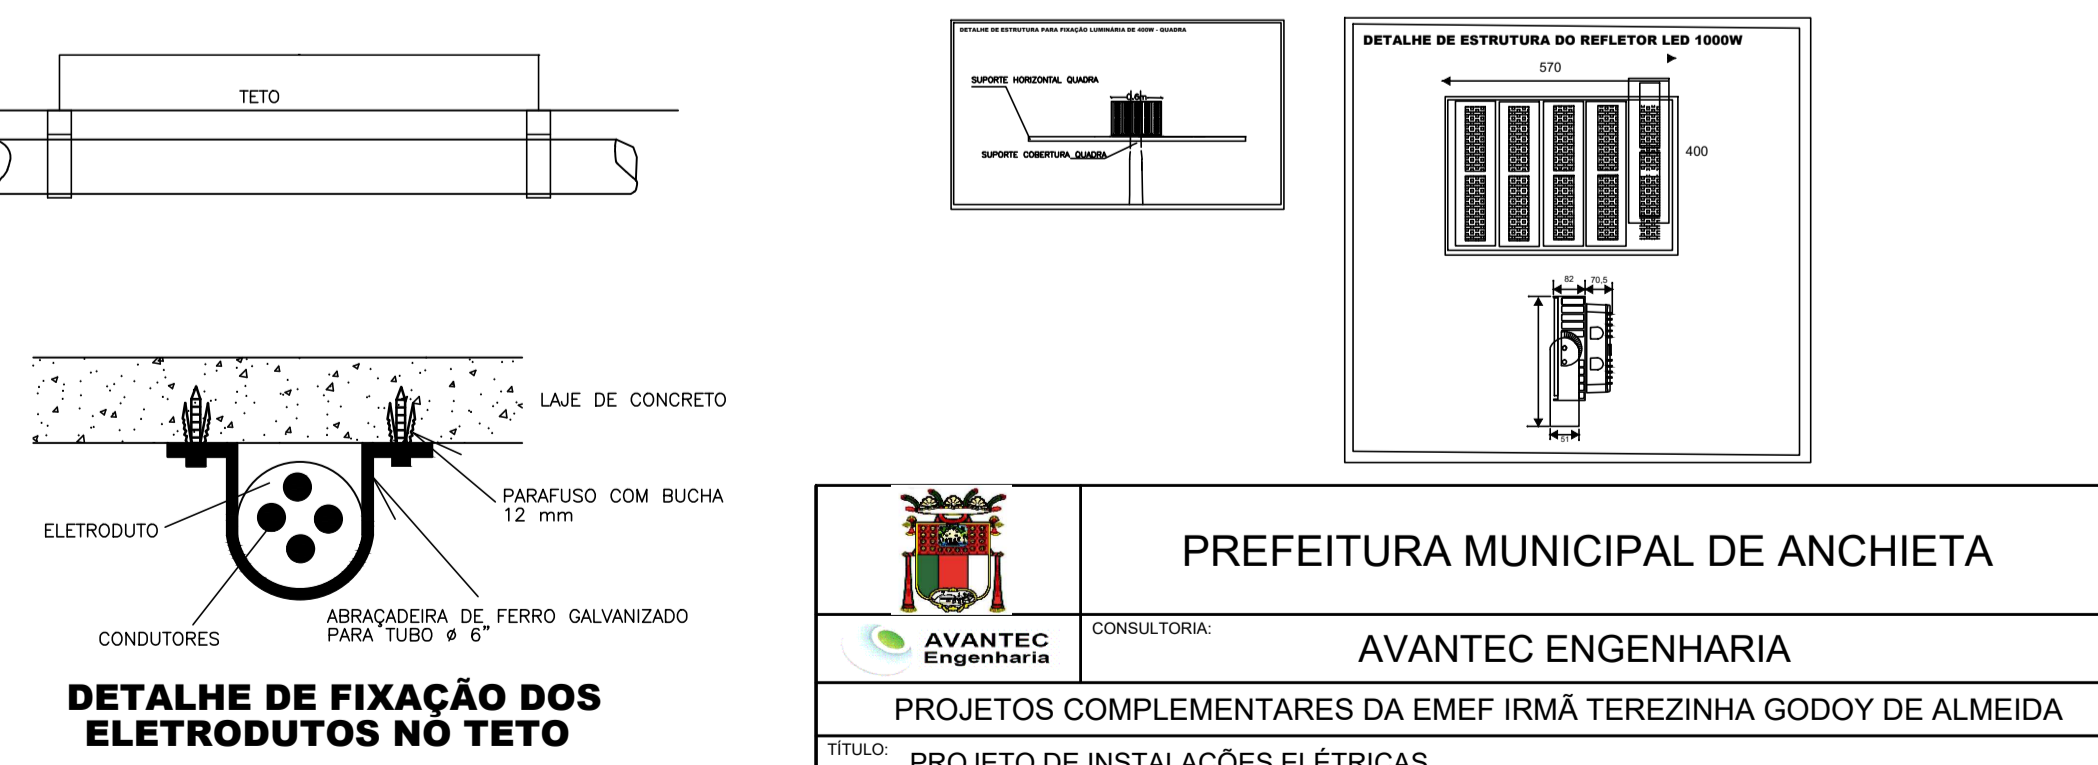 TETO
LAJE DE CONCRETO
PARAFUSO COM BUCHA
12 mm
ELETRODUTO
ABRAÇADEIRA DE FERRO GALVANIZADO
PARA TUBO ø 6"
CONDUTORES
DETALHE DE FIXAÇÃO DOS
ELETRODUTOS NO TETO
DETALHE DE ESTRUTURA PARA FIXAÇÃO LUMINÁRIA DE 400W - QUADRA
SUPORTE HORIZONTAL QUADRA
0.6m
SUPORTE COBERTURA QUADRA
DETALHE DE ESTRUTURA DO REFLETOR LED 1000W
570
400
82 70,5
51
PREFEITURA MUNICIPAL DE ANCHIETA
AVANTEC
Engenharia
CONSULTORIA:
AVANTEC ENGENHARIA
PROJETOS COMPLEMENTARES DA EMEF IRMÃ TEREZINHA GODOY DE ALMEIDA
TÍTULO:
PROJETO DE INSTALAÇÕES ELÉTRICAS